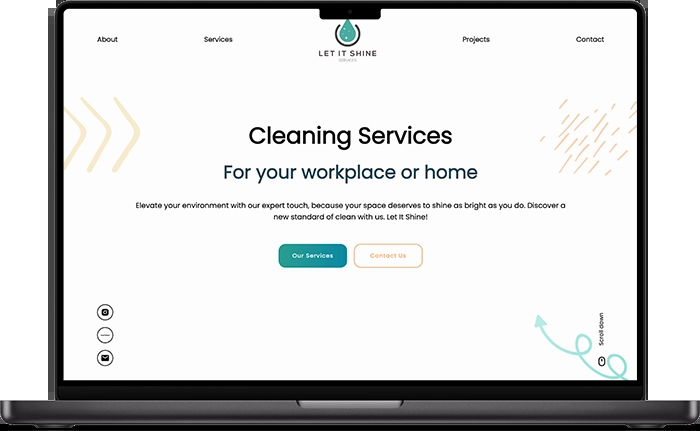 About
Services
LET IT SHINE
SERVICES
Projects
Contact
Cleaning Services
For your workplace or home
Elevate your environment with our expert touch, because your space deserves to shine as bright as you do. Discover a
new standard of clean with us. Let It Shine!
Our Services
Contact Us
Scroll down